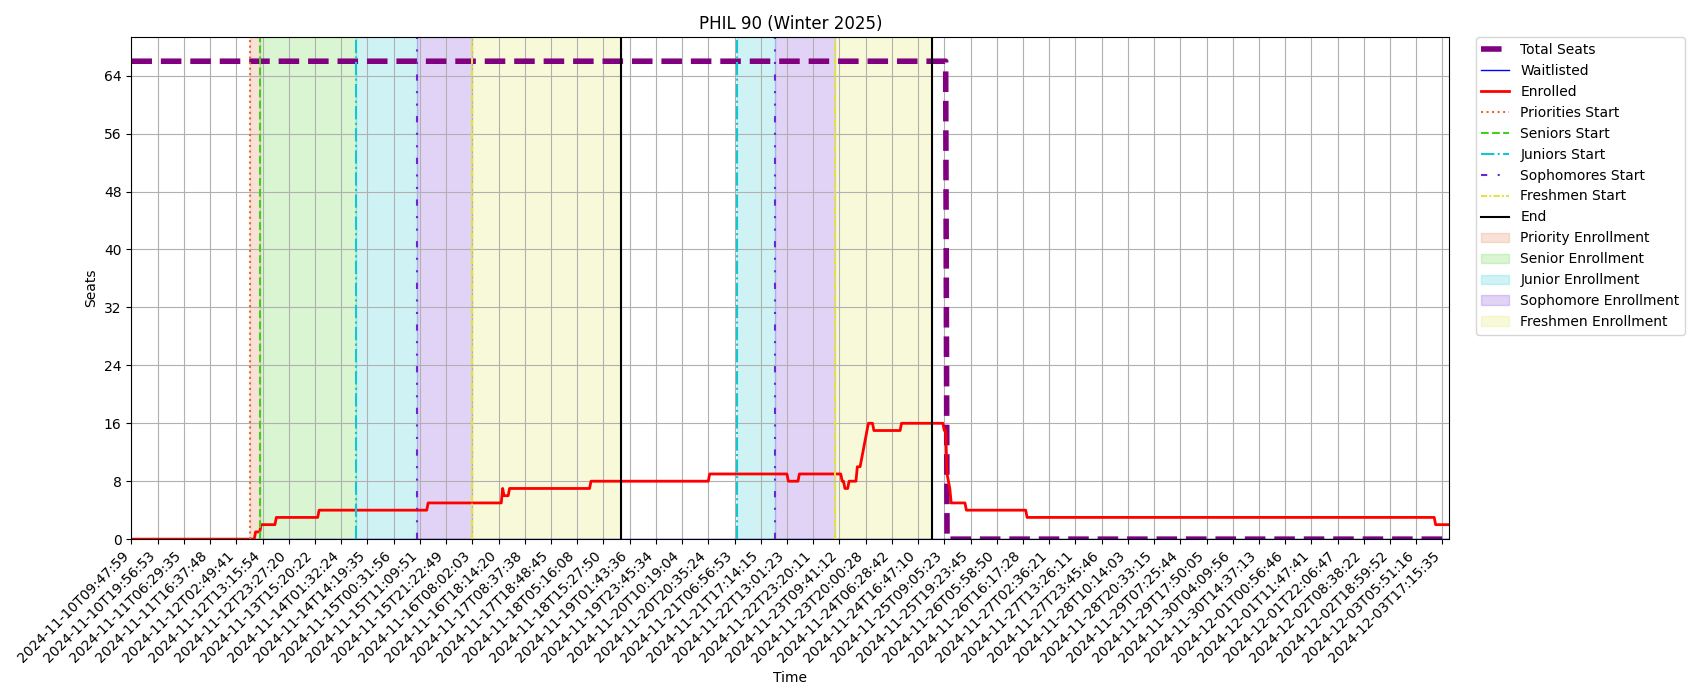 PHIL 90 (Winter 2025)
Seats
64
56
48
40
32
24
16
8
0
2024-11-10T09:47:59
2024-11-10T19:56:53
2024-11-11T06:29:35
2024-11-11T16:37:48
2024-11-12T02:49:41
2024-11-12T13:15:54
2024-11-12T23:27:20
2024-11-13T15:20:22
2024-11-14T01:32:24
2024-11-14T14:19:35
2024-11-15T00:31:56
2024-11-15T11:09:51
2024-11-15T21:22:49
2024-11-16T08:02:03
2024-11-16T18:14:20
2024-11-17T08:37:38
2024-11-17T18:48:45
2024-11-18T05:16:08
2024-11-18T15:27:50
2024-11-19T01:43:36
2024-11-19T23:45:34
2024-11-20T10:19:04
2024-11-20T20:35:24
2024-11-21T06:56:53
2024-11-21T17:14:15
2024-11-22T13:01:23
2024-11-22T23:20:11
2024-11-23T09:41:12
2024-11-23T20:00:28
2024-11-24T06:28:42
2024-11-24T16:47:10
2024-11-25T09:05:23
2024-11-25T19:23:45
2024-11-26T05:58:50
2024-11-26T16:17:28
2024-11-27T02:36:21
2024-11-27T13:26:11
2024-11-27T23:45:46
2024-11-28T10:14:03
2024-11-28T20:33:15
2024-11-29T07:25:44
2024-11-29T17:50:05
2024-11-30T04:09:56
2024-11-30T14:37:13
2024-12-01T00:56:46
2024-12-01T11:47:41
2024-12-01T22:06:47
2024-12-02T08:38:22
2024-12-02T18:59:52
2024-12-03T05:51:16
2024-12-03T17:15:35
Time
Total Seats
Waitlisted
Enrolled
Priorities Start
Seniors Start
Juniors Start
Sophomores Start
Freshmen Start
End
Priority Enrollment
Senior Enrollment
Junior Enrollment
Sophomore Enrollment
Freshmen Enrollment